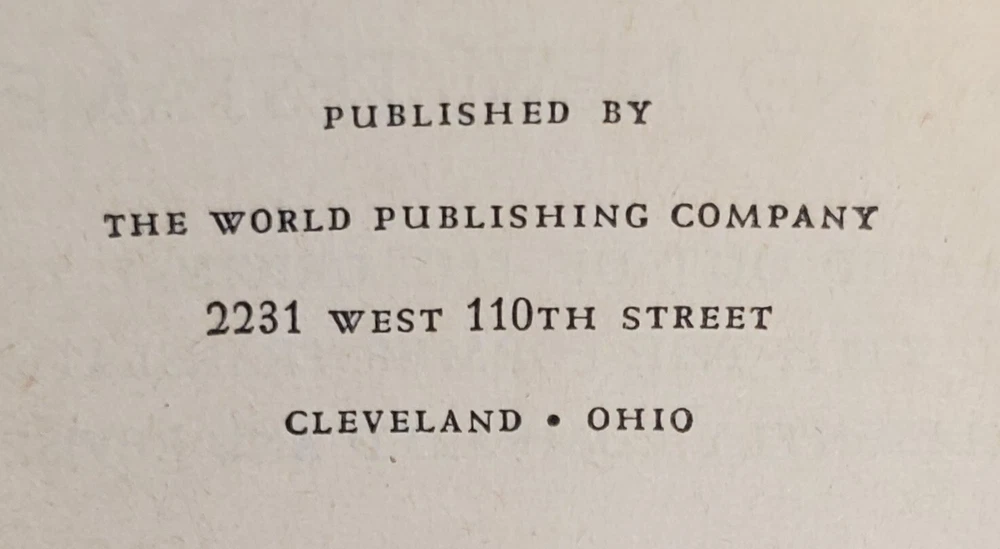 PUBLISHED BY
THE WORLD PUBLISHING COMPANY
2231 WEST 110TH STREET
CLEVELAND • OHIO